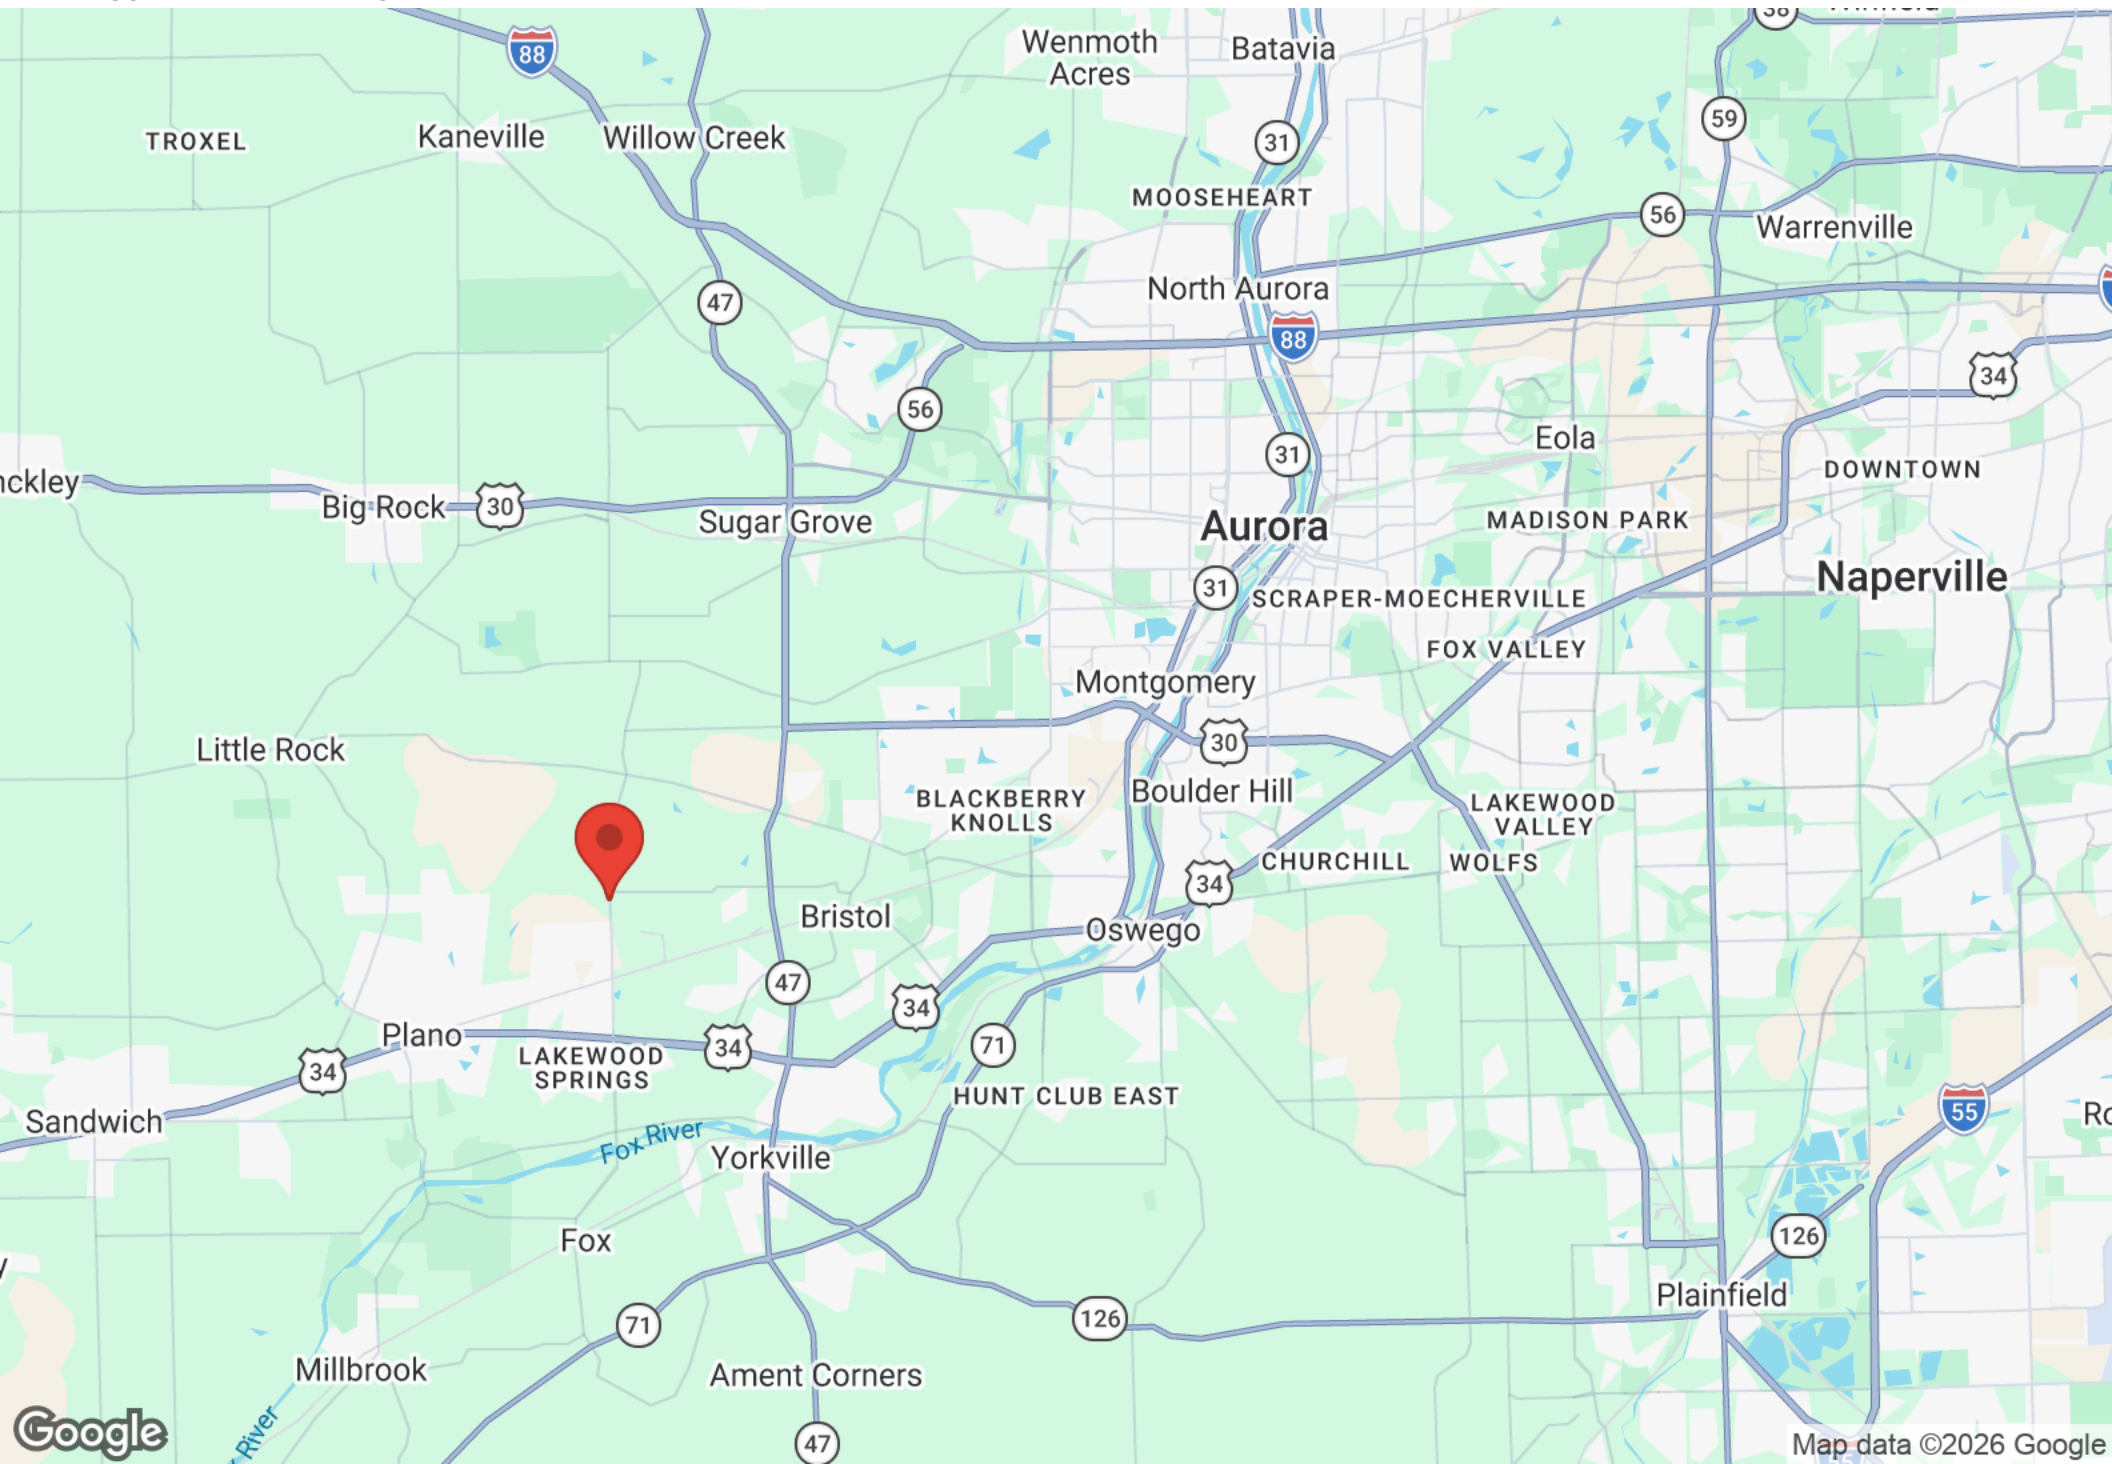 88
Wenmoth
Acres
Batavia
38
TROXEL
Kaneville
Willow Creek
31
59
MOOSEHEART
56
Warrenville
47
North Aurora
88
34
56
31
Eola
DOWNTOWN
nckley
Big Rock
30
Sugar Grove
Aurora
MADISON PARK
Naperville
31
SCRAPER-MOECHERVILLE
FOX VALLEY
Montgomery
Little Rock
30
BLACKBERRY
KNOLLS
Boulder Hill
LAKEWOOD
VALLEY
CHURCHILL
WOLFS
34
Bristol
Oswego
47
34
Plano
34
LAKEWOOD
SPRINGS
34
71
HUNT CLUB EAST
55
Sandwich
Ro
Fox River
Yorkville
Fox
126
Plainfield
71
126
Millbrook
Ament Corners
River
47
Google
Map data ©2026 Google